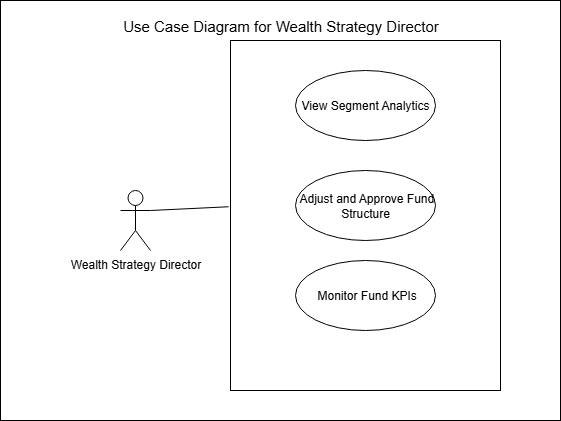 Use Case Diagram for Wealth Strategy Director
View Segment Analytics
Adjust and Approve Fund
Structure
Wealth Strategy Director
Monitor Fund KPIs